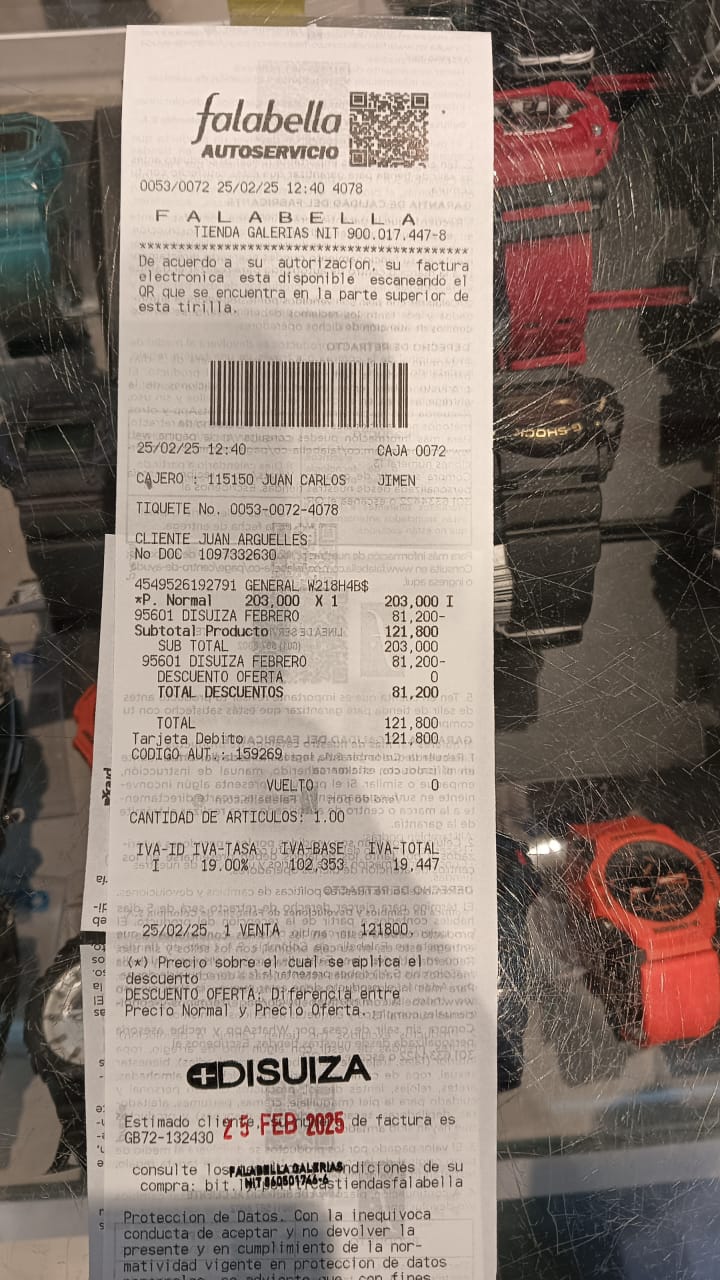 falabella
AUTOSERVICIO
0053/0072 25/02/25 12:40 4078
F A L A B E L L A
TIENDA GALERIAS NIT 900.017.447-8
****************************************
De acuerdo a su autorizacion, su factura
electronica esta disponible escaneando el
QR que se encuentra en la parte superior de
esta tirilla.
25/02/25 12:40 CAJA 0072
CAJERO : 115150 JUAN CARLOS JIMEN
TIQUETE No. 0053-0072-4078
CLIENTE JUAN ARGUELLES
No DOC 1097332630
4549526192791 GENERAL W218H4B$
*P. Normal 203,000 X 1 203,000 I
95601 DISUIZA FEBRERO 81,200-
Subtotal Producto 121,800
SUB TOTAL 203,000
95601 DISUIZA FEBRERO 81,200-
DESCUENTO OFERTA 0
TOTAL DESCUENTOS 81,200
TOTAL 121,800
Tarjeta Debito 121,800
CODIGO AUT.: 159269
VUELTO 0
CANTIDAD DE ARTICULOS: 1.00
IVA-ID IVA-TASA IVA-BASE IVA-TOTAL
I 19.00% 102,353 19,447
25/02/25 1 VENTA 121800.
(*) Precio sobre el cual se aplica el
descuento
DESCUENTO OFERTA: Diferencia entre
Precio Normal y Precio Oferta.
DISUIZA
Estimado cliente, de factura es
25 FEB 2025
GB72-132430
consulte los ndiciones de su
FALABELLA GALERIAS
NIT 860501746-6
compra: bit.l astiendasfalabella
Proteccion de Datos. Con la inequivoca
conducta de aceptar y no devolver la
presente y en cumplimiento de la nor-
matividad vigente en proteccion de datos
con fines
G-SHOCK